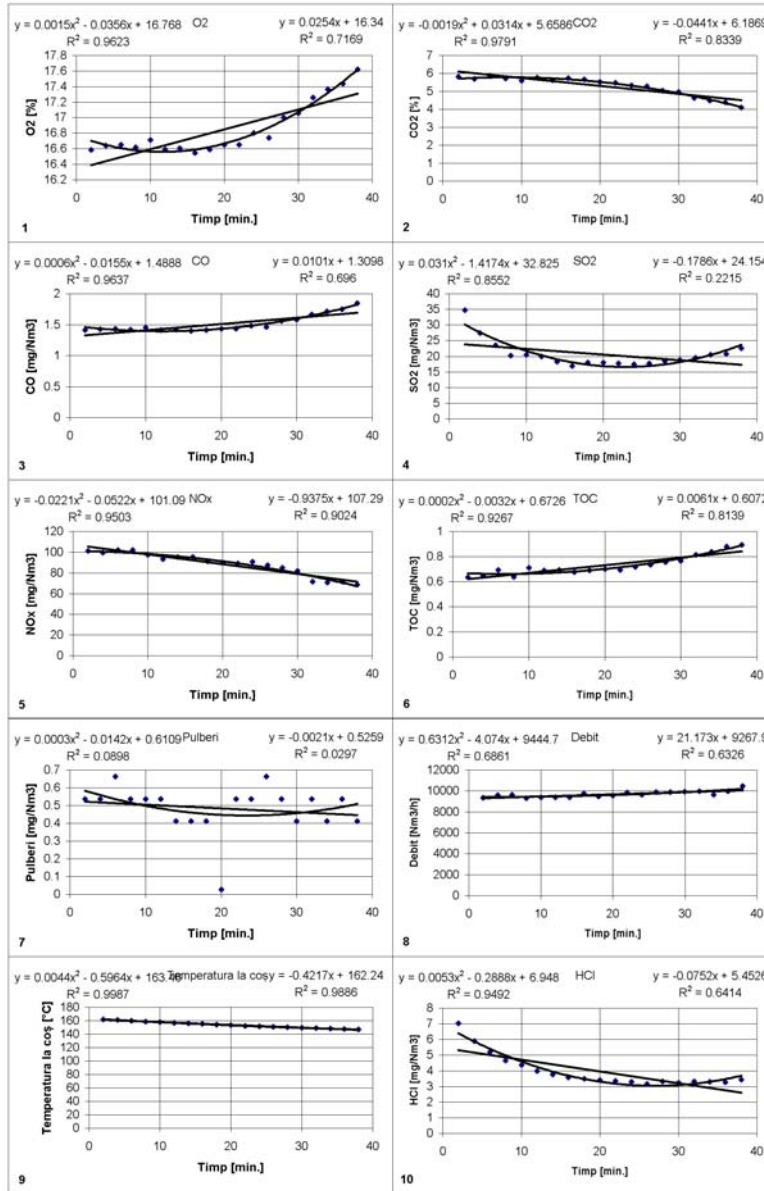 y = 0.0015x² - 0.0356x + 16.768 O2 y = 0.0254x + 16.34
R² = 0.9623 R² = 0.7169
17.8
17.6
17.4
17.2
17
16.8
16.6
16.4
16.2
O2 [%]
0 10 20 30 40
Timp [min.]
1
y = -0.0019x² + 0.0314x + 5.6586 CO2 y = -0.0441x + 6.1869
R² = 0.9791 R² = 0.8339
7
6
5
4
3
2
1
0
CO2 [%]
0 10 20 30 40
Timp [min.]
2
y = 0.0006x² - 0.0155x + 1.4888 CO y = 0.0101x + 1.3098
R² = 0.9637 R² = 0.696
2
1.5
1
0.5
0
CO [mg/Nm3]
0 10 20 30 40
Timp [min.]
3
y = 0.031x² - 1.4174x + 32.825 SO2 y = -0.1786x + 24.154
R² = 0.8552 R² = 0.2215
40
35
30
25
20
15
10
5
0
SO2 [mg/Nm3]
0 10 20 30 40
Timp [min.]
4
y = -0.0221x² - 0.0522x + 101.09 NOx y = -0.9375x + 107.29
R² = 0.9503 R² = 0.9024
120
100
80
60
40
20
0
NOx [mg/Nm3]
0 10 20 30 40
Timp [min.]
5
y = 0.0002x² - 0.0032x + 0.6726 TOC y = 0.0061x + 0.6072
R² = 0.9267 R² = 0.8139
1
0.8
0.6
0.4
0.2
0
TOC [mg/Nm3]
0 10 20 30 40
Timp [min.]
6
y = 0.0003x² - 0.0142x + 0.6109 Pulberi y = -0.0021x + 0.5259
R² = 0.0898 R² = 0.0297
0.7
0.6
0.5
0.4
0.3
0.2
0.1
0
Pulberi [mg/Nm3]
0 10 20 30 40
Timp [min.]
7
y = 0.6312x² - 4.074x + 9444.7 Debit y = 21.173x + 9267.9
R² = 0.6861 R² = 0.6326
12000
10000
8000
6000
4000
2000
0
Debit [Nm3/h]
0 10 20 30 40
Timp [min.]
8
y = 0.0044x² - 0.5964x + Temperatura la coş y = -0.4217x + 162.24
R² = 0.9987 R² = 0.9886
180
160
140
120
100
80
60
40
20
0
Temperatura la coş [°C]
0 10 20 30 40
Timp [min.]
9
y = 0.0053x² - 0.2888x + 6.948 HCl y = -0.0752x + 5.4526
R² = 0.9492 R² = 0.6414
8
7
6
5
4
3
2
1
0
HCl [mg/Nm3]
0 10 20 30 40
Timp [min.]
10